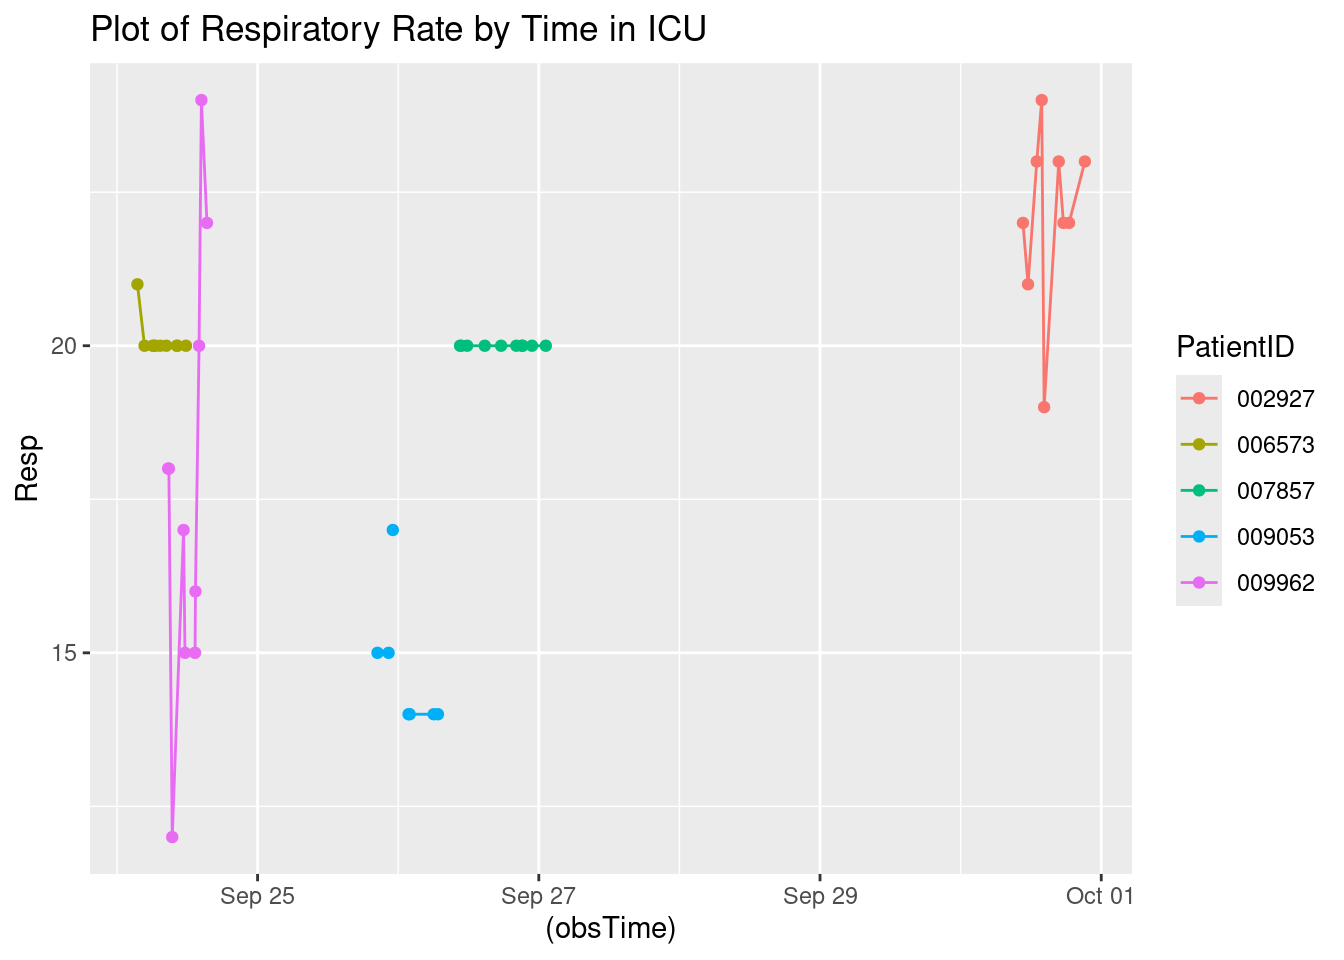 Plot of Respiratory Rate by Time in ICU
20
15
Resp
Sep 25
Sep 27
Sep 29
Oct 01
(obsTime)
PatientID
002927
006573
007857
009053
009962